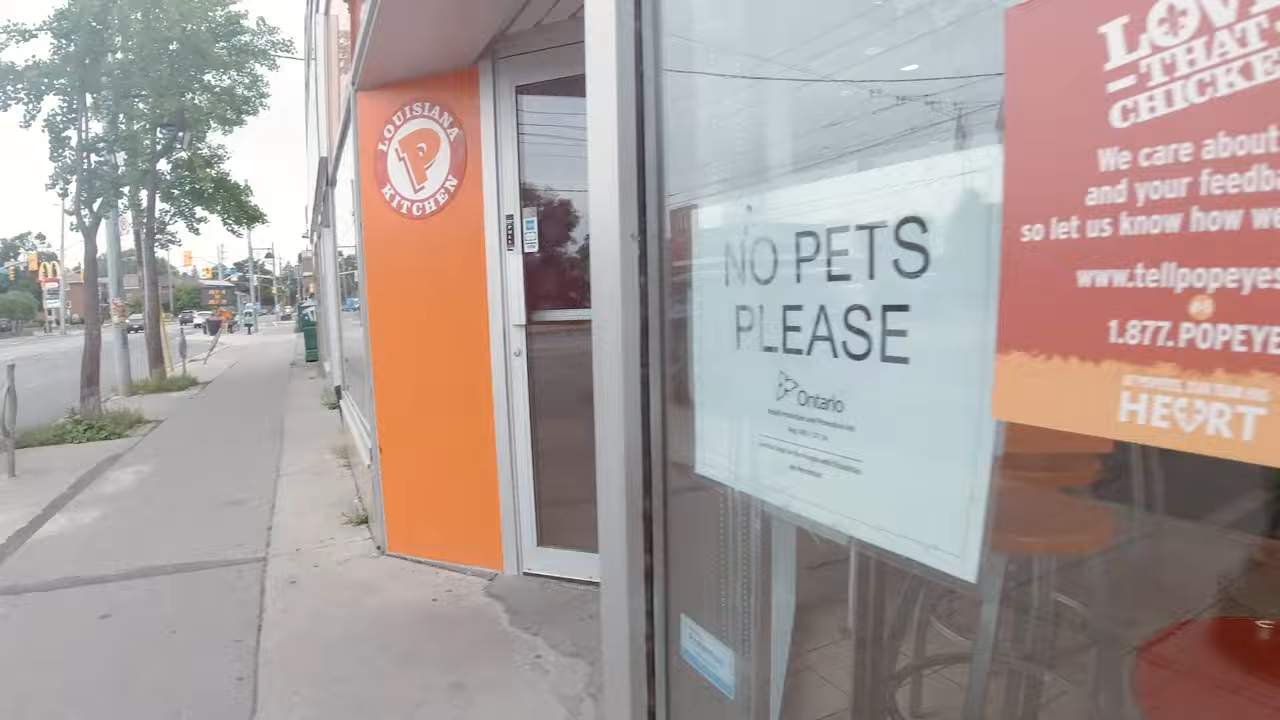 LOUISIANA
KITCHEN
NO PETS
PLEASE
Ontario
LOVE
THAT
CHICKE
We care about
and your feedba
so let us know how we
www.tellpopeyes
1.877.POPEYE
HEART